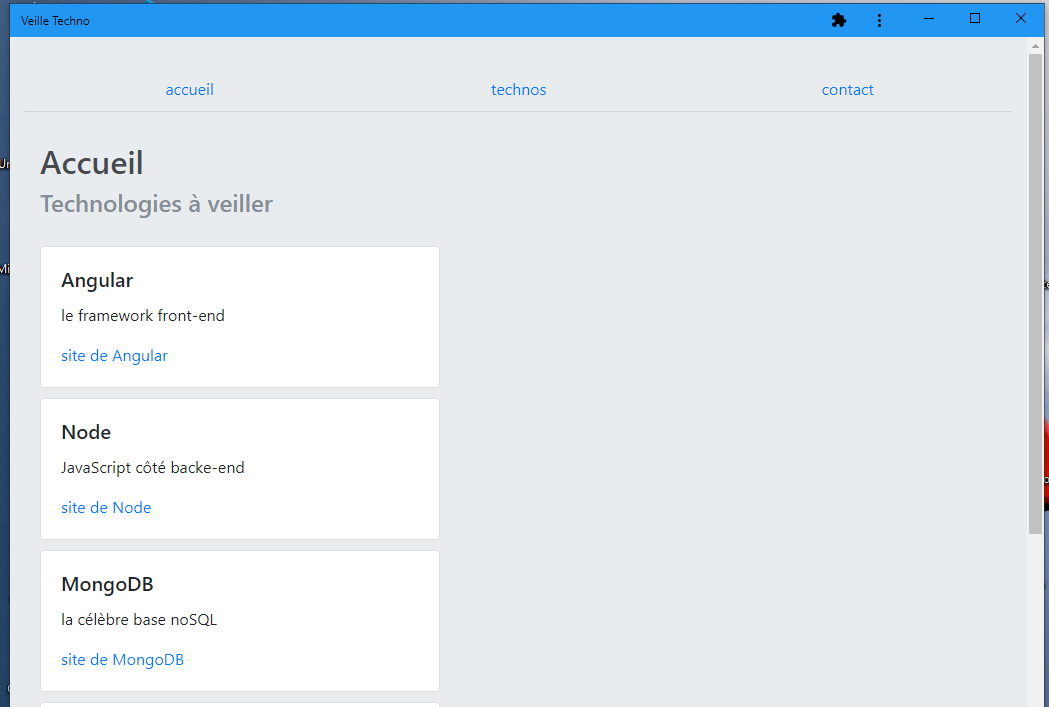 Veille Techno
accueil technos contact
Accueil
Technologies à veiller
Angular
le framework front-end
site de Angular
Node
JavaScript côté backe-end
site de Node
MongoDB
la célèbre base noSQL
site de MongoDB